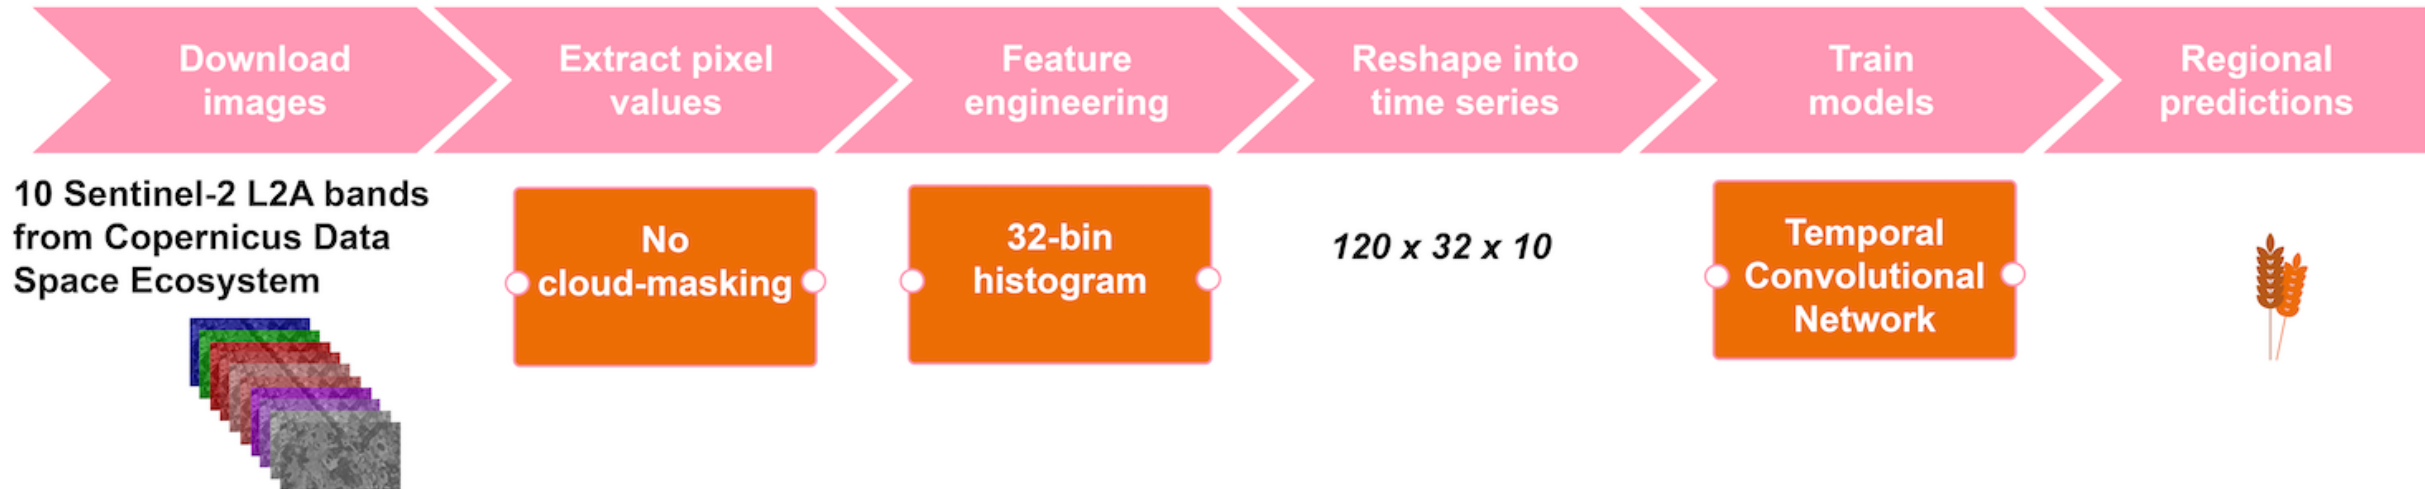 Download
images
Extract pixel
values
Feature
engineering
Reshape into
time series
Train
models
Regional
predictions
10 Sentinel-2 L2A bands
from Copernicus Data
Space Ecosystem
No
cloud-masking
32-bin
histogram
120 x 32 x 10
Temporal
Convolutional
Network